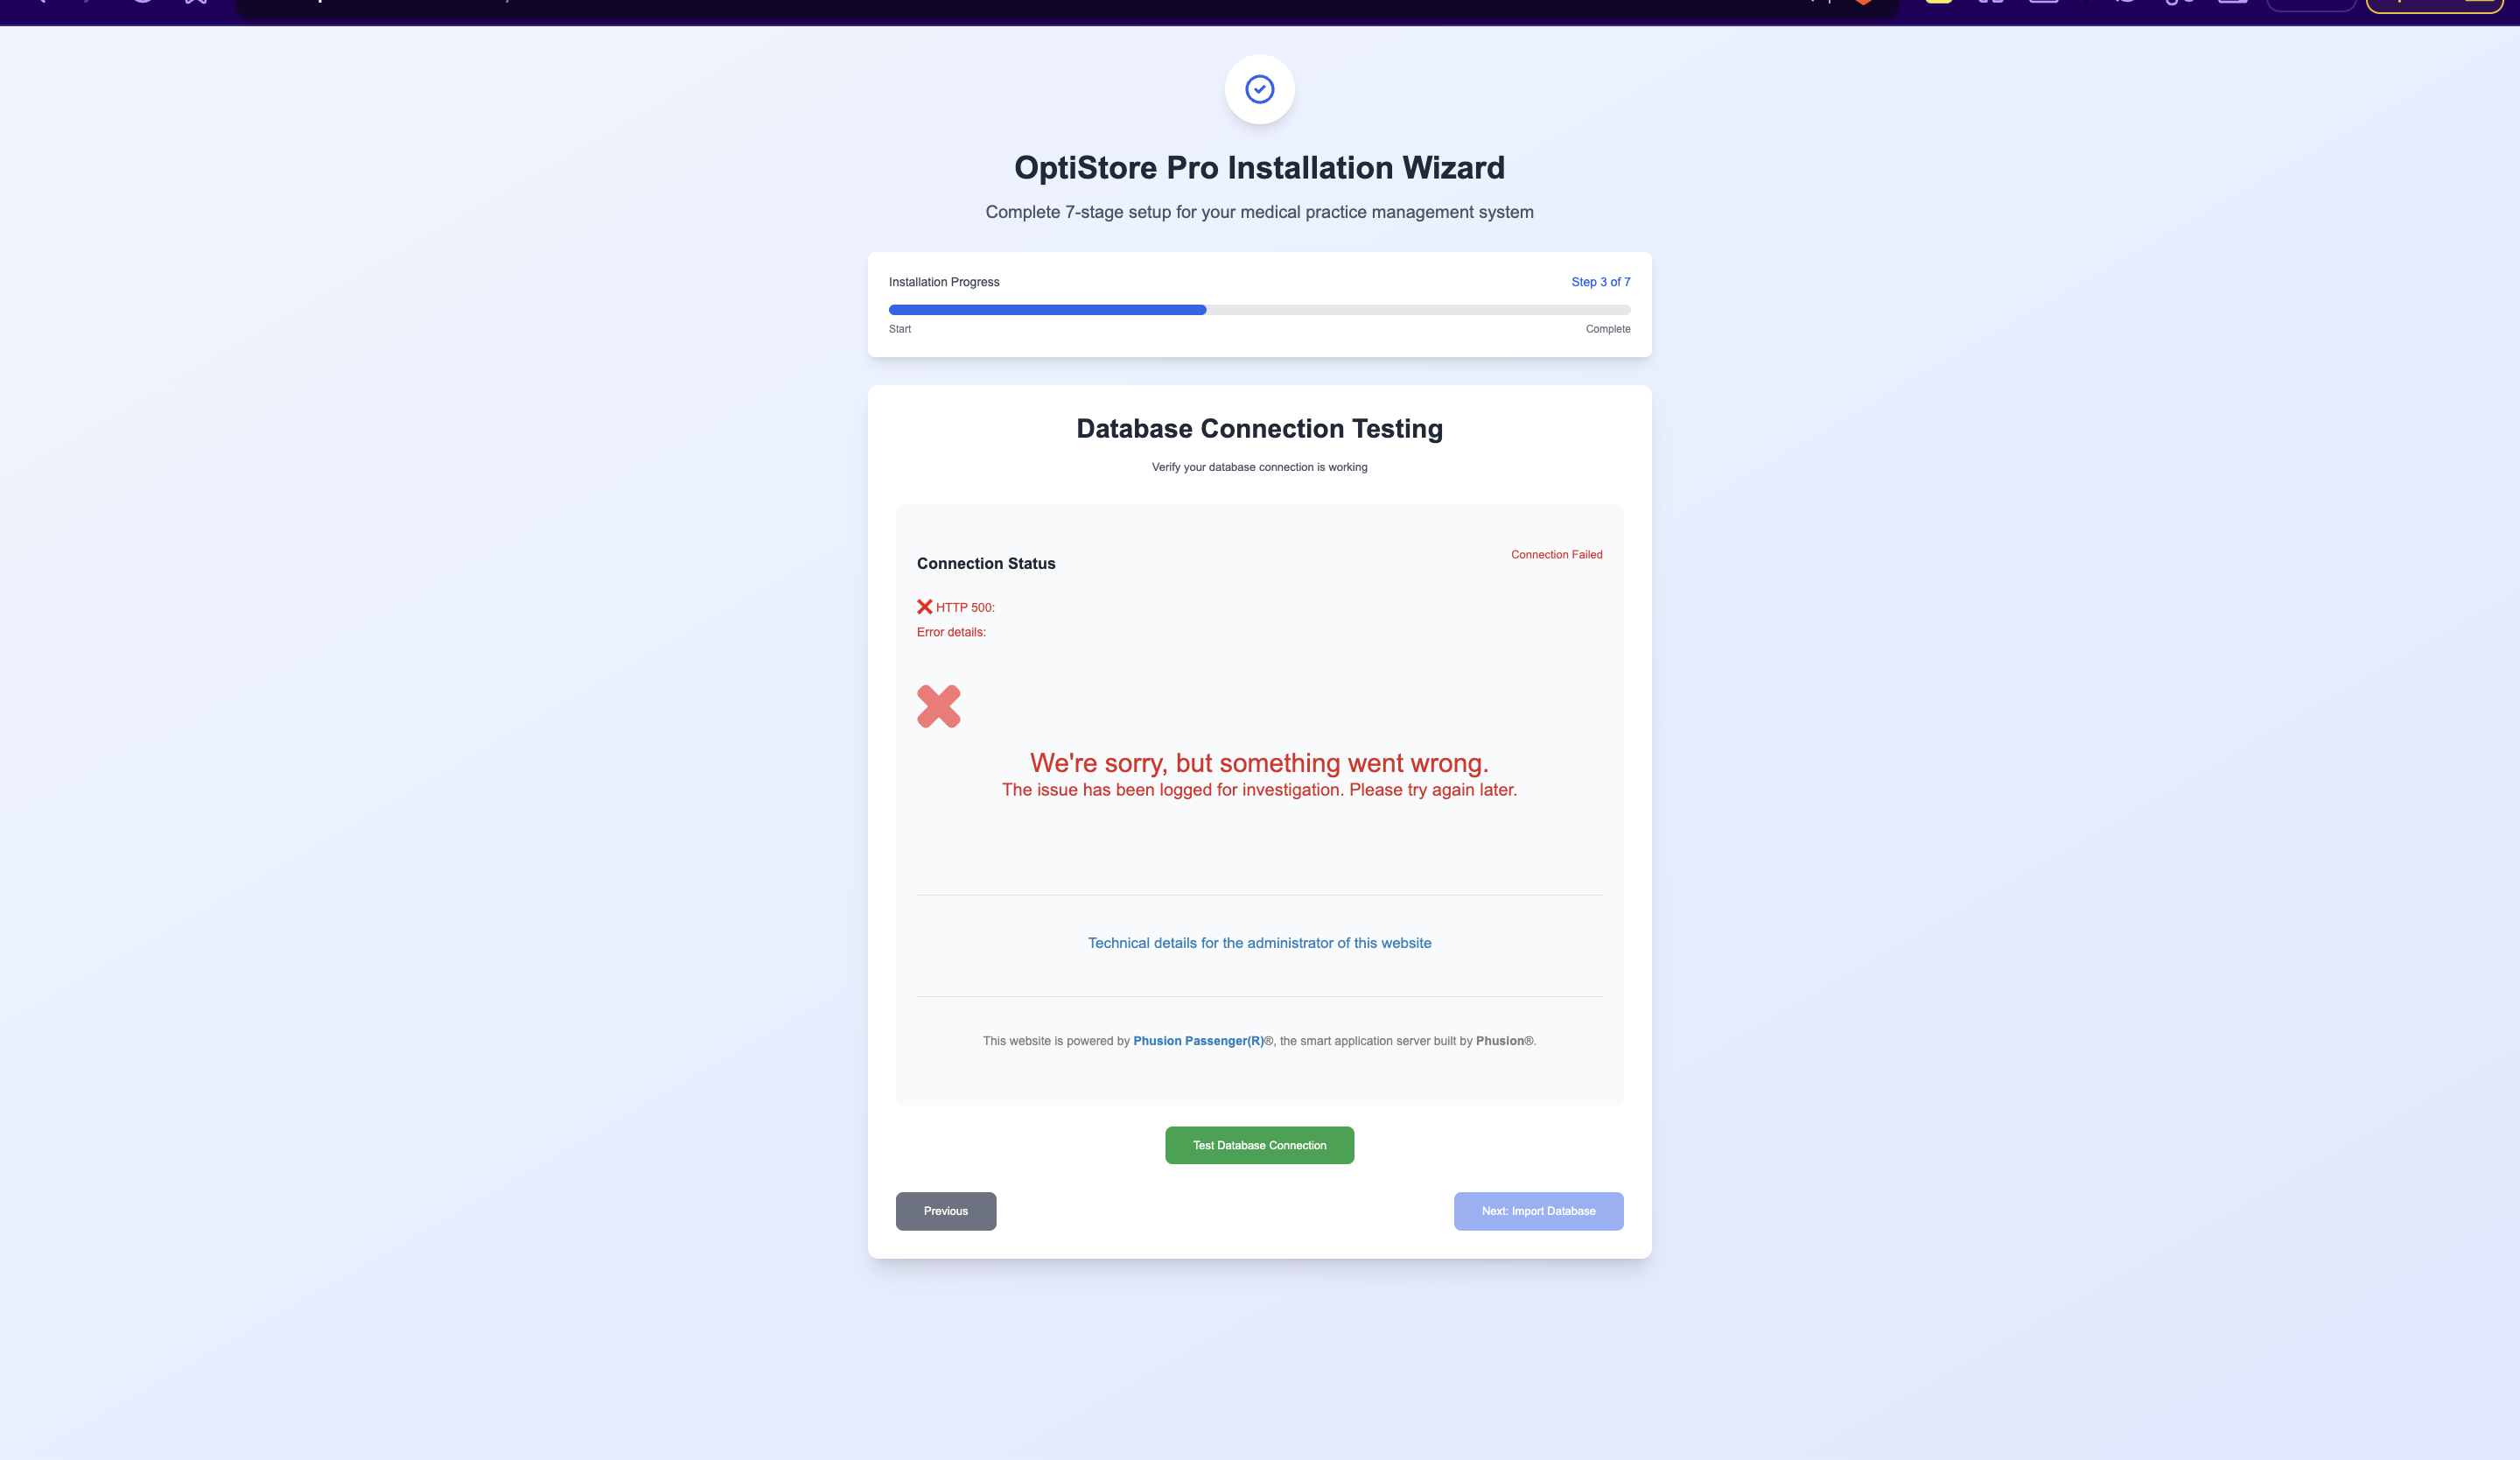 OptiStore Pro Installation Wizard
Complete 7-stage setup for your medical practice management system
Installation Progress
Step 3 of 7
Start
Complete
Database Connection Testing
Verify your database connection is working
Connection Status
Connection Failed
❌ HTTP 500:
Error details:
We're sorry, but something went wrong.
The issue has been logged for investigation. Please try again later.
Technical details for the administrator of this website
This website is powered by Phusion Passenger(R)®, the smart application server built by Phusion®.
Test Database Connection
Previous
Next: Import Database